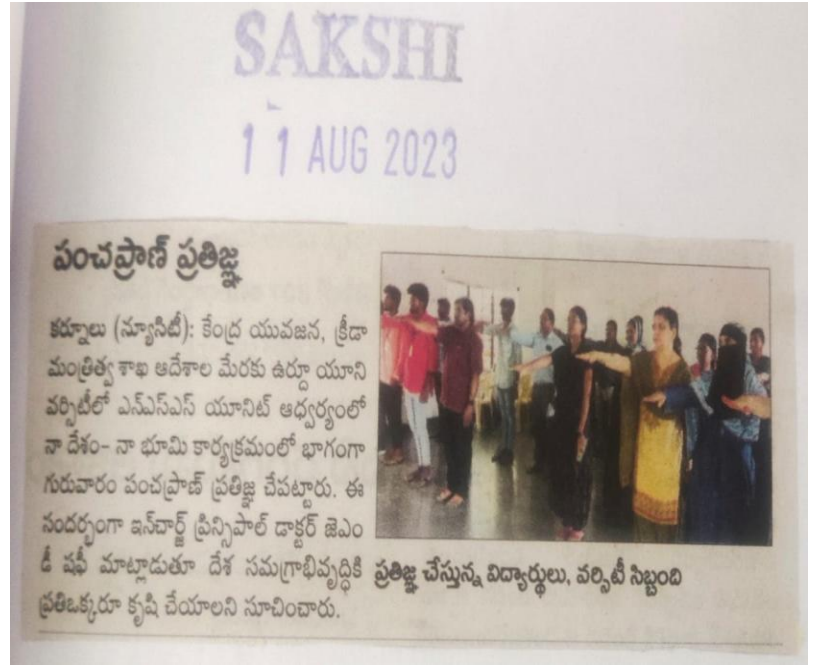 SAKSHI
11 AUG 2023
పంచప్రాణ్ ప్రతిజ్ఞ
కర్నూలు (న్యూసిటీ): కేంద్ర యువజన, క్రీడా
మంత్రిత్వ శాఖ ఆదేశాల మేరకు ఉర్దూ యూని
వర్సిటీలో ఎన్ఎస్ఎస్ యూనిట్ ఆధ్వర్యంలో
నా దేశం- నా భూమి కార్యక్రమంలో భాగంగా
గురువారం పంచప్రాణ్ ప్రతిజ్ఞ చేపట్టారు. ఈ
సందర్భంగా ఇన్‌చార్జ్ ప్రిన్సిపాల్ డాక్టర్ జెఎం
డీ షఫీ మాట్లాడుతూ దేశ సమగ్రాభివృద్ధికి
ప్రతిఒక్కరూ కృషి చేయాలని సూచించారు.
ప్రతిజ్ఞ చేస్తున్న విద్యార్థులు, వర్సిటీ సిబ్బంది